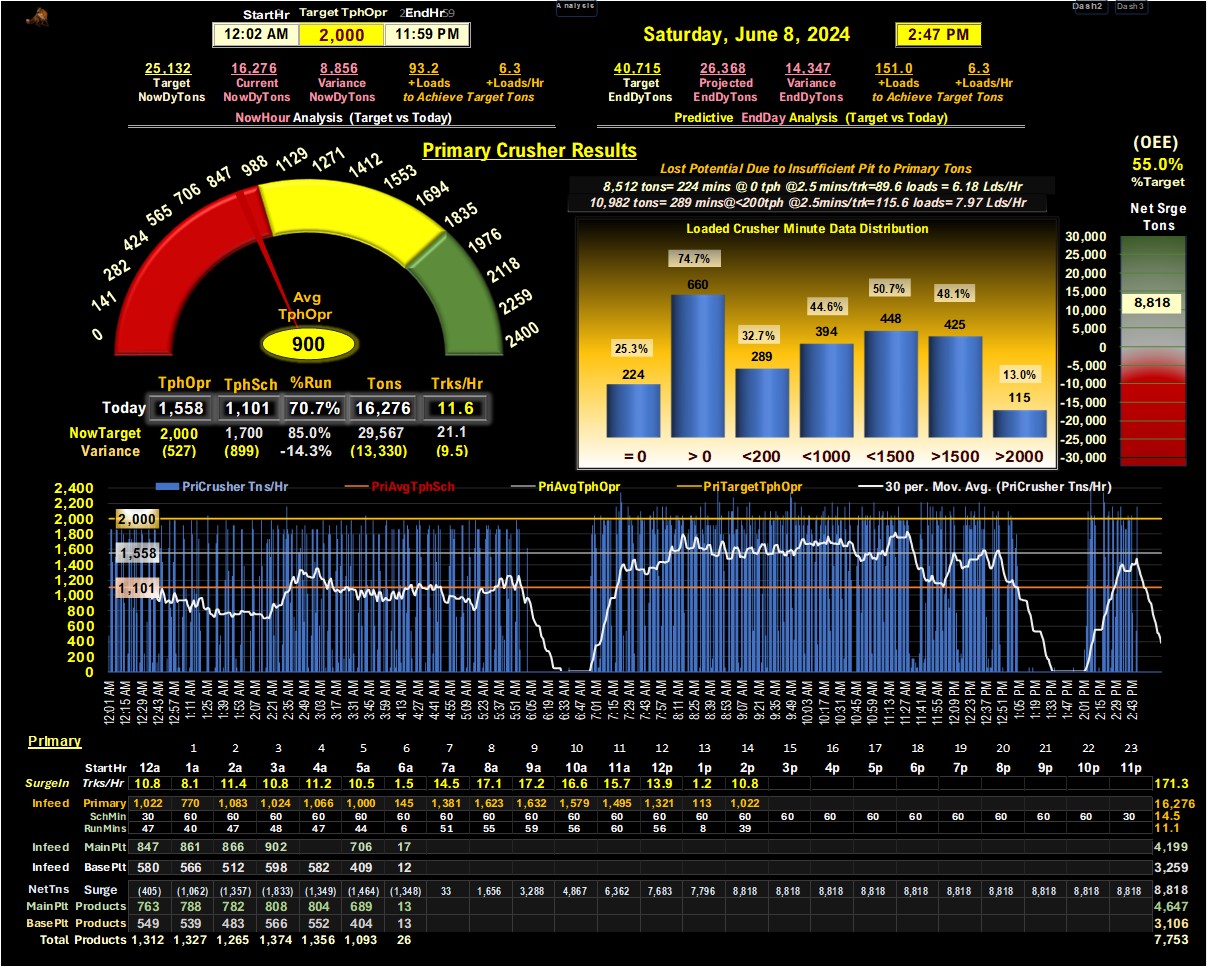 Analysis
Dash2 Dash3
StartHr Target TphOpr EndHr
12:02 AM 2,000 11:59 PM
Saturday, June 8, 2024 2:47 PM
25,132 16,276 8,856 93.2 6.3
Target Current Variance +Loads +Loads/Hr
NowDyTons NowDyTons NowDyTons to Achieve Target Tons
NowHour Analysis (Target vs Today)
40,715 26,368 14,347 151.0 6.3
Target Projected Variance +Loads +Loads/Hr
EndDyTons EndDyTons EndDyTons to Achieve Target Tons
Predictive EndDay Analysis (Target vs Today)
Primary Crusher Results
0 141 282 424 565 706 847 988 1129 1271 1412 1553 1694 1835 1976 2118 2259 2400
Avg
TphOpr
900
TphOpr TphSch %Run Tons Trks/Hr
Today 1,558 1,101 70.7% 16,276 11.6
NowTarget 2,000 1,700 85.0% 29,567 21.1
Variance (527) (899) -14.3% (13,330) (9.5)
Lost Potential Due to Insufficient Pit to Primary Tons
8,512 tons= 224 mins @ 0 tph @2.5 mins/trk=89.6 loads = 6.18 Lds/Hr
10,982 tons= 289 mins@<200tph @2.5mins/trk=115.6 loads= 7.97 Lds/Hr
Loaded Crusher Minute Data Distribution
25.3% 74.7% 32.7% 44.6% 50.7% 48.1% 13.0%
224 660 289 394 448 425 115
= 0 > 0 <200 <1000 <1500 >1500 >2000
(OEE)
55.0%
%Target
Net Srge
Tons
30,000
25,000
20,000
15,000
10,000
5,000
0
-5,000
-10,000
-15,000
-20,000
-25,000
-30,000
8,818
PriCrusher Tns/Hr PriAvgTphSch PriAvgTphOpr PriTargetTphOpr 30 per. Mov. Avg. (PriCrusher Tns/Hr)
2,400
2,200
2,000
1,800
1,600
1,400
1,200
1,000
800
600
400
200
0
2,000
1,558
1,101
12:01 AM 12:15 AM 12:29 AM 12:43 AM 12:57 AM 1:11 AM 1:25 AM 1:39 AM 1:53 AM 2:07 AM 2:21 AM 2:35 AM 2:49 AM 3:03 AM 3:17 AM 3:31 AM 3:45 AM 3:59 AM 4:13 AM 4:27 AM 4:41 AM 4:55 AM 5:09 AM 5:23 AM 5:37 AM 5:51 AM 6:05 AM 6:19 AM 6:33 AM 6:47 AM 7:01 AM 7:15 AM 7:29 AM 7:43 AM 7:57 AM 8:11 AM 8:25 AM 8:39 AM 8:53 AM 9:07 AM 9:21 AM 9:35 AM 9:49 AM 10:03 AM 10:17 AM 10:31 AM 10:45 AM 10:59 AM 11:13 AM 11:27 AM 11:41 AM 11:55 AM 12:09 PM 12:23 PM 12:37 PM 12:51 PM 1:05 PM 1:19 PM 1:33 PM 1:47 PM 2:01 PM 2:15 PM 2:29 PM 2:43 PM
Primary
1 2 3 4 5 6 7 8 9 10 11 12 13 14 15 16 17 18 19 20 21 22 23
StartHr 12a 1a 2a 3a 4a 5a 6a 7a 8a 9a 10a 11a 12p 1p 2p 3p 4p 5p 6p 7p 8p 9p 10p 11p
SurgeIn Trks/Hr 10.8 8.1 11.4 10.8 11.2 10.5 1.5 14.5 17.1 17.2 16.6 15.7 13.9 1.2 10.8 171.3
Infeed Primary 1,022 770 1,083 1,024 1,066 1,000 145 1,381 1,623 1,632 1,579 1,495 1,321 113 1,022 16,276
SchMin 30 60 60 60 60 60 60 60 60 60 60 60 60 60 60 60 60 60 60 60 60 60 60 30 14.5
RunMins 47 40 47 48 47 44 6 51 55 59 56 60 56 8 39 11.1
Infeed MainPlt 847 861 866 902 706 17 4,199
Infeed BasePlt 580 566 512 598 582 409 12 3,259
NetTns Surge (405) (1,062) (1,357) (1,833) (1,349) (1,464) (1,348) 33 1,656 3,288 4,867 6,362 7,683 7,796 8,818 8,818 8,818 8,818 8,818 8,818 8,818 8,818 8,818 8,818 8,818
MainPlt Products 763 788 782 808 804 689 13 4,647
BasePlt Products 549 539 483 566 552 404 13 3,106
Total Products 1,312 1,327 1,265 1,374 1,356 1,093 26 7,753